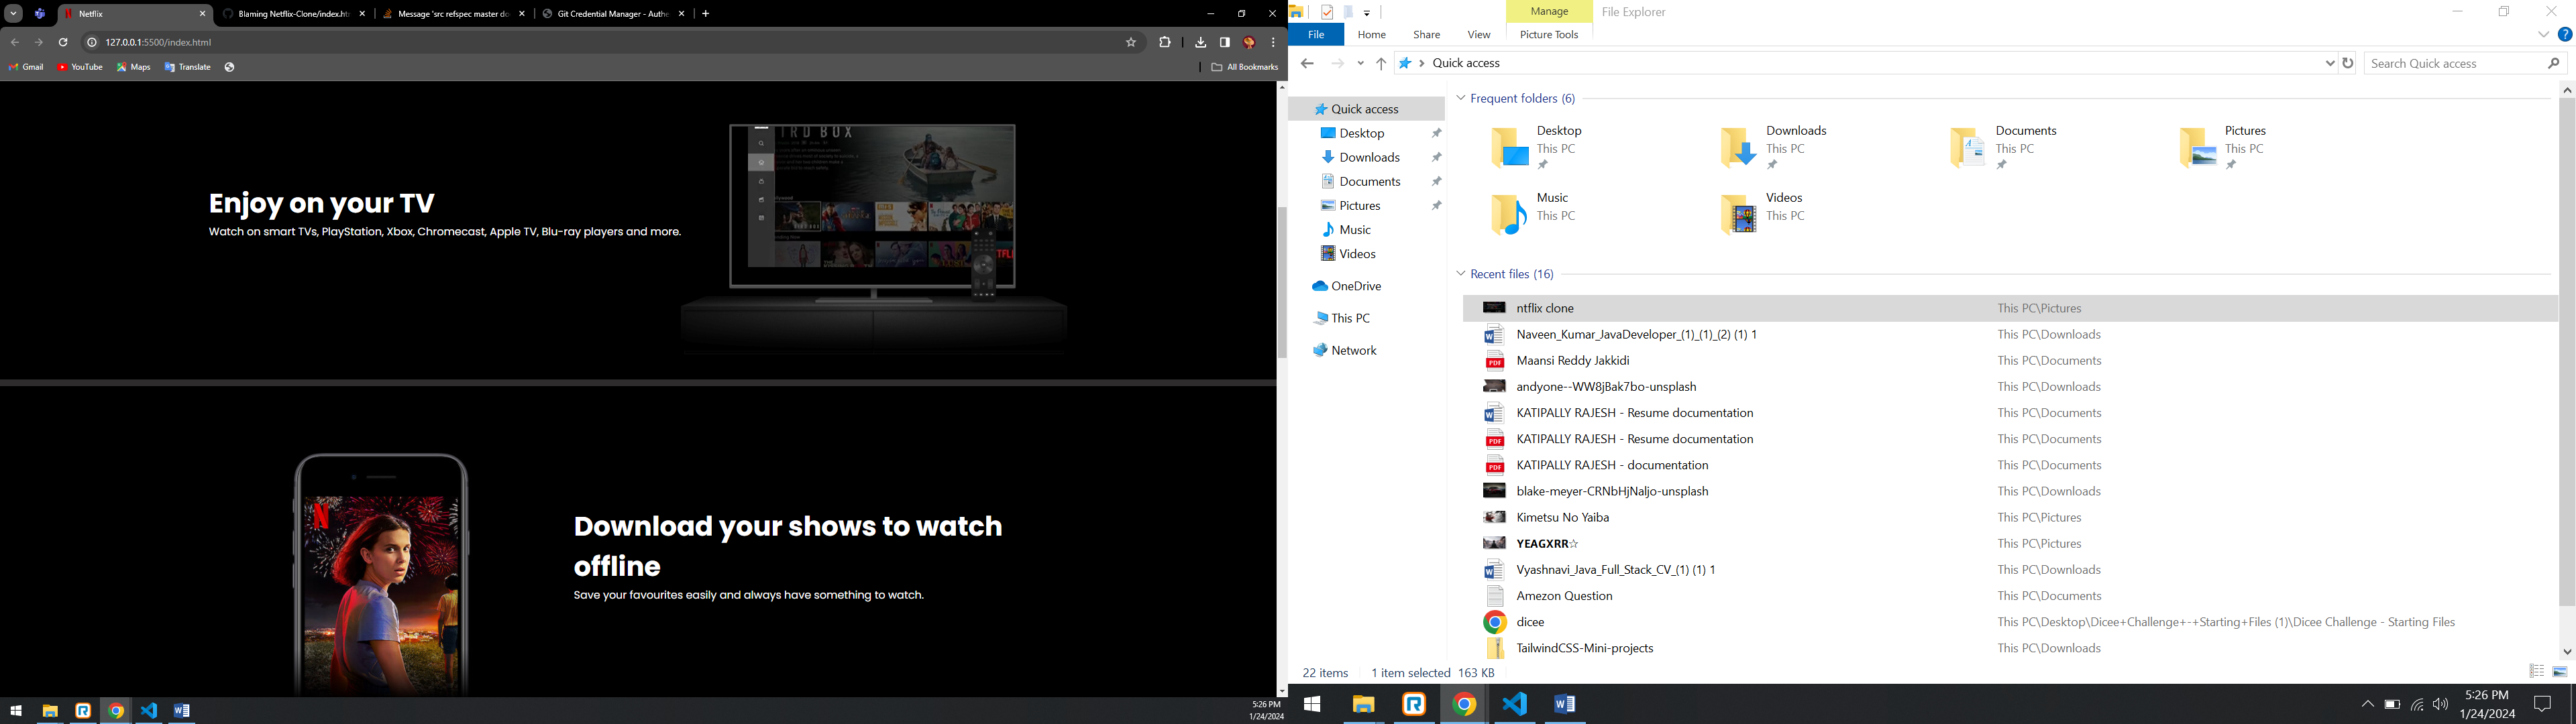 Netflix
Blaming Netflix-Clone/index.ht
Message 'src refspec master do
Git Credential Manager - Authe
127.0.0.1:5500/index.html
Gmail
YouTube
Maps
Translate
All Bookmarks
Enjoy on your TV
Watch on smart TVs, PlayStation, Xbox, Chromecast, Apple TV, Blu-ray players and more.
Download your shows to watch
offline
Save your favourites easily and always have something to watch.
5:26 PM
1/24/2024
Manage
File Explorer
File
Home
Share
View
Picture Tools
Quick access
Search Quick access
Quick access
Desktop
Downloads
Documents
Pictures
Music
Videos
OneDrive
This PC
Network
Frequent folders (6)
Desktop
This PC
Downloads
This PC
Documents
This PC
Pictures
This PC
Music
This PC
Videos
This PC
Recent files (16)
ntflix clone This PC\Pictures
Naveen_Kumar_JavaDeveloper_(1)_(1)_(2) (1) 1 This PC\Downloads
Maansi Reddy Jakkidi This PC\Documents
andyone--WW8jBak7bo-unsplash This PC\Downloads
KATIPALLY RAJESH - Resume documentation This PC\Documents
KATIPALLY RAJESH - Resume documentation This PC\Documents
KATIPALLY RAJESH - documentation This PC\Documents
blake-meyer-CRNbHjNaljo-unsplash This PC\Downloads
Kimetsu No Yaiba This PC\Pictures
YEAGXRR☆ This PC\Pictures
Vyashnavi_Java_Full_Stack_CV_(1) (1) 1 This PC\Downloads
Amazon Question This PC\Documents
dicee This PC\Desktop\Dicee+Challenge+-+Starting+Files (1)\Dicee Challenge - Starting Files
TailwindCSS-Mini-projects This PC\Downloads
22 items 1 item selected 163 KB
5:26 PM
1/24/2024